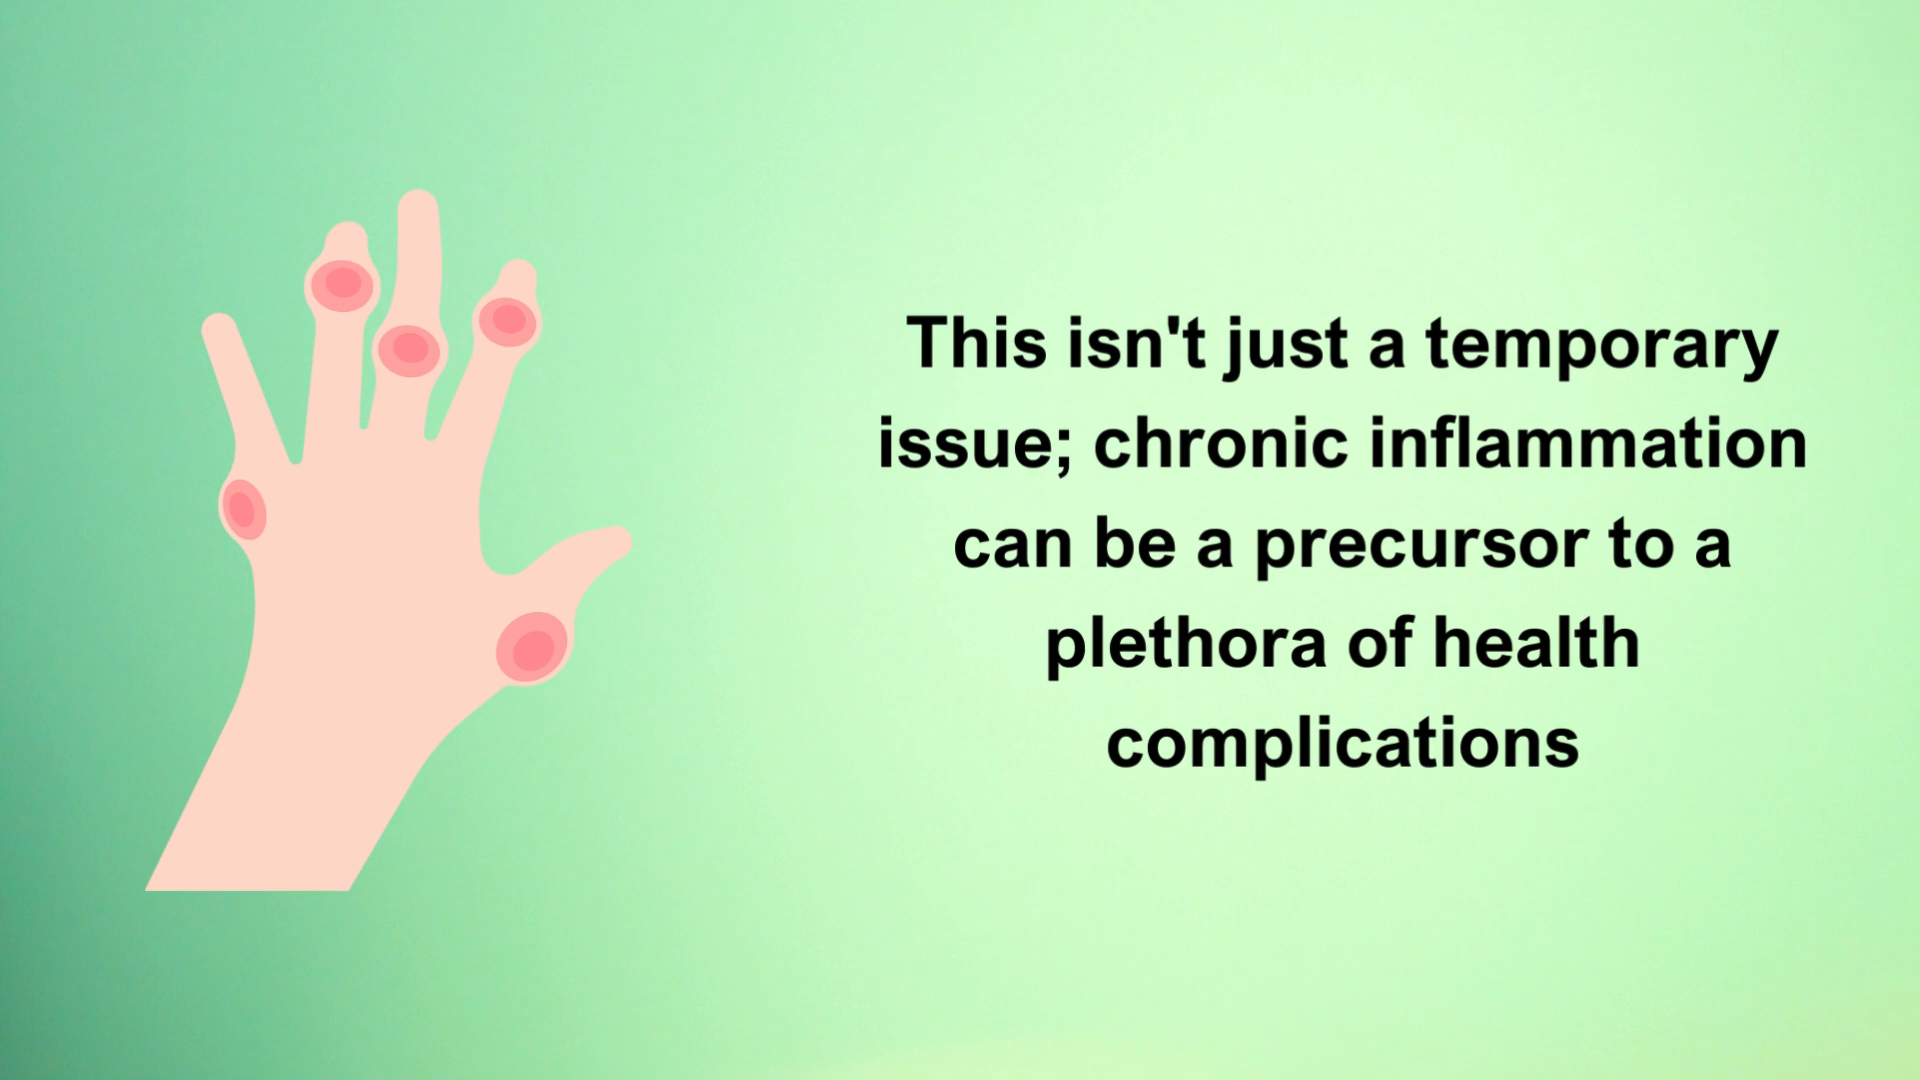 This isn't just a temporary
issue; chronic inflammation
can be a precursor to a
plethora of health
complications